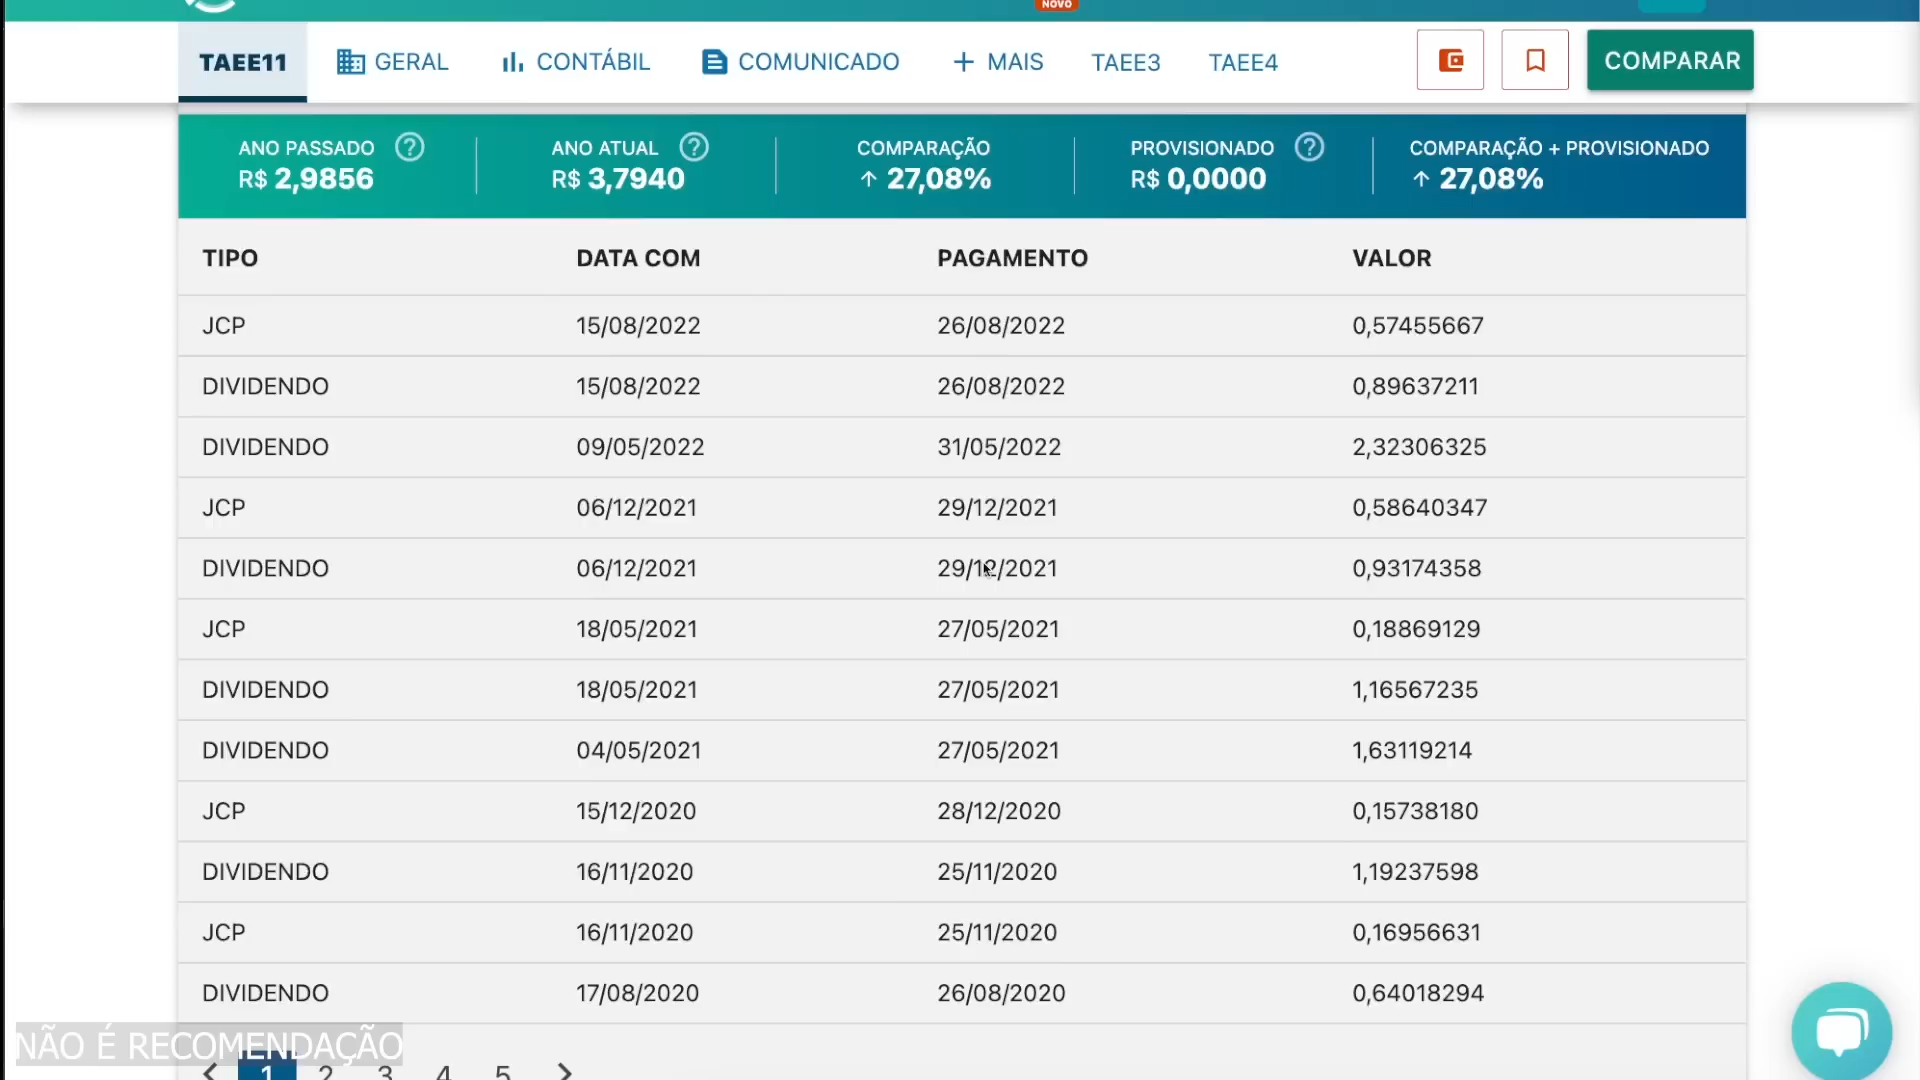 NOVO
TAEE11 GERAL CONTÁBIL COMUNICADO + MAIS TAEE3 TAEE4 COMPARAR
ANO PASSADO ? ANO ATUAL ? COMPARAÇÃO PROVISIONADO ? COMPARAÇÃO + PROVISIONADO
R$ 2,9856 R$ 3,7940 ↑ 27,08% R$ 0,0000 ↑ 27,08%
TIPO DATA COM PAGAMENTO VALOR
JCP 15/08/2022 26/08/2022 0,57455667
DIVIDENDO 15/08/2022 26/08/2022 0,89637211
DIVIDENDO 09/05/2022 31/05/2022 2,32306325
JCP 06/12/2021 29/12/2021 0,58640347
DIVIDENDO 06/12/2021 29/12/2021 0,93174358
JCP 18/05/2021 27/05/2021 0,18869129
DIVIDENDO 18/05/2021 27/05/2021 1,16567235
DIVIDENDO 04/05/2021 27/05/2021 1,63119214
JCP 15/12/2020 28/12/2020 0,15738180
DIVIDENDO 16/11/2020 25/11/2020 1,19237598
JCP 16/11/2020 25/11/2020 0,16956631
DIVIDENDO 17/08/2020 26/08/2020 0,64018294
NÃO É RECOMENDAÇÃO
< 1 2 3 4 5 >